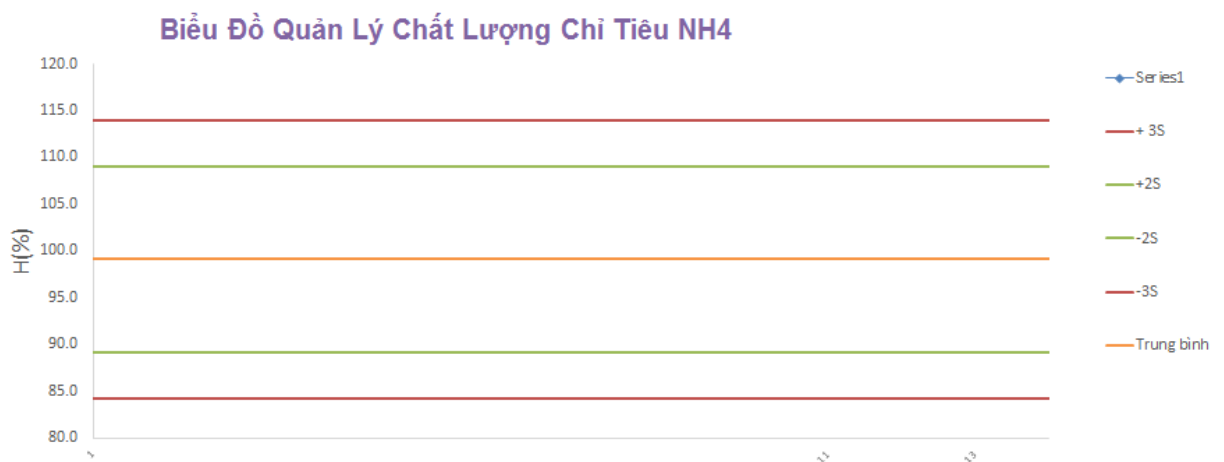 Biểu Đồ Quản Lý Chất Lượng Chỉ Tiêu NH4
120.0
115.0
110.0
105.0
100.0
95.0
90.0
85.0
80.0
H(%)
1
11
13
Series1
+ 3S
+2S
-2S
-3S
Trung bình